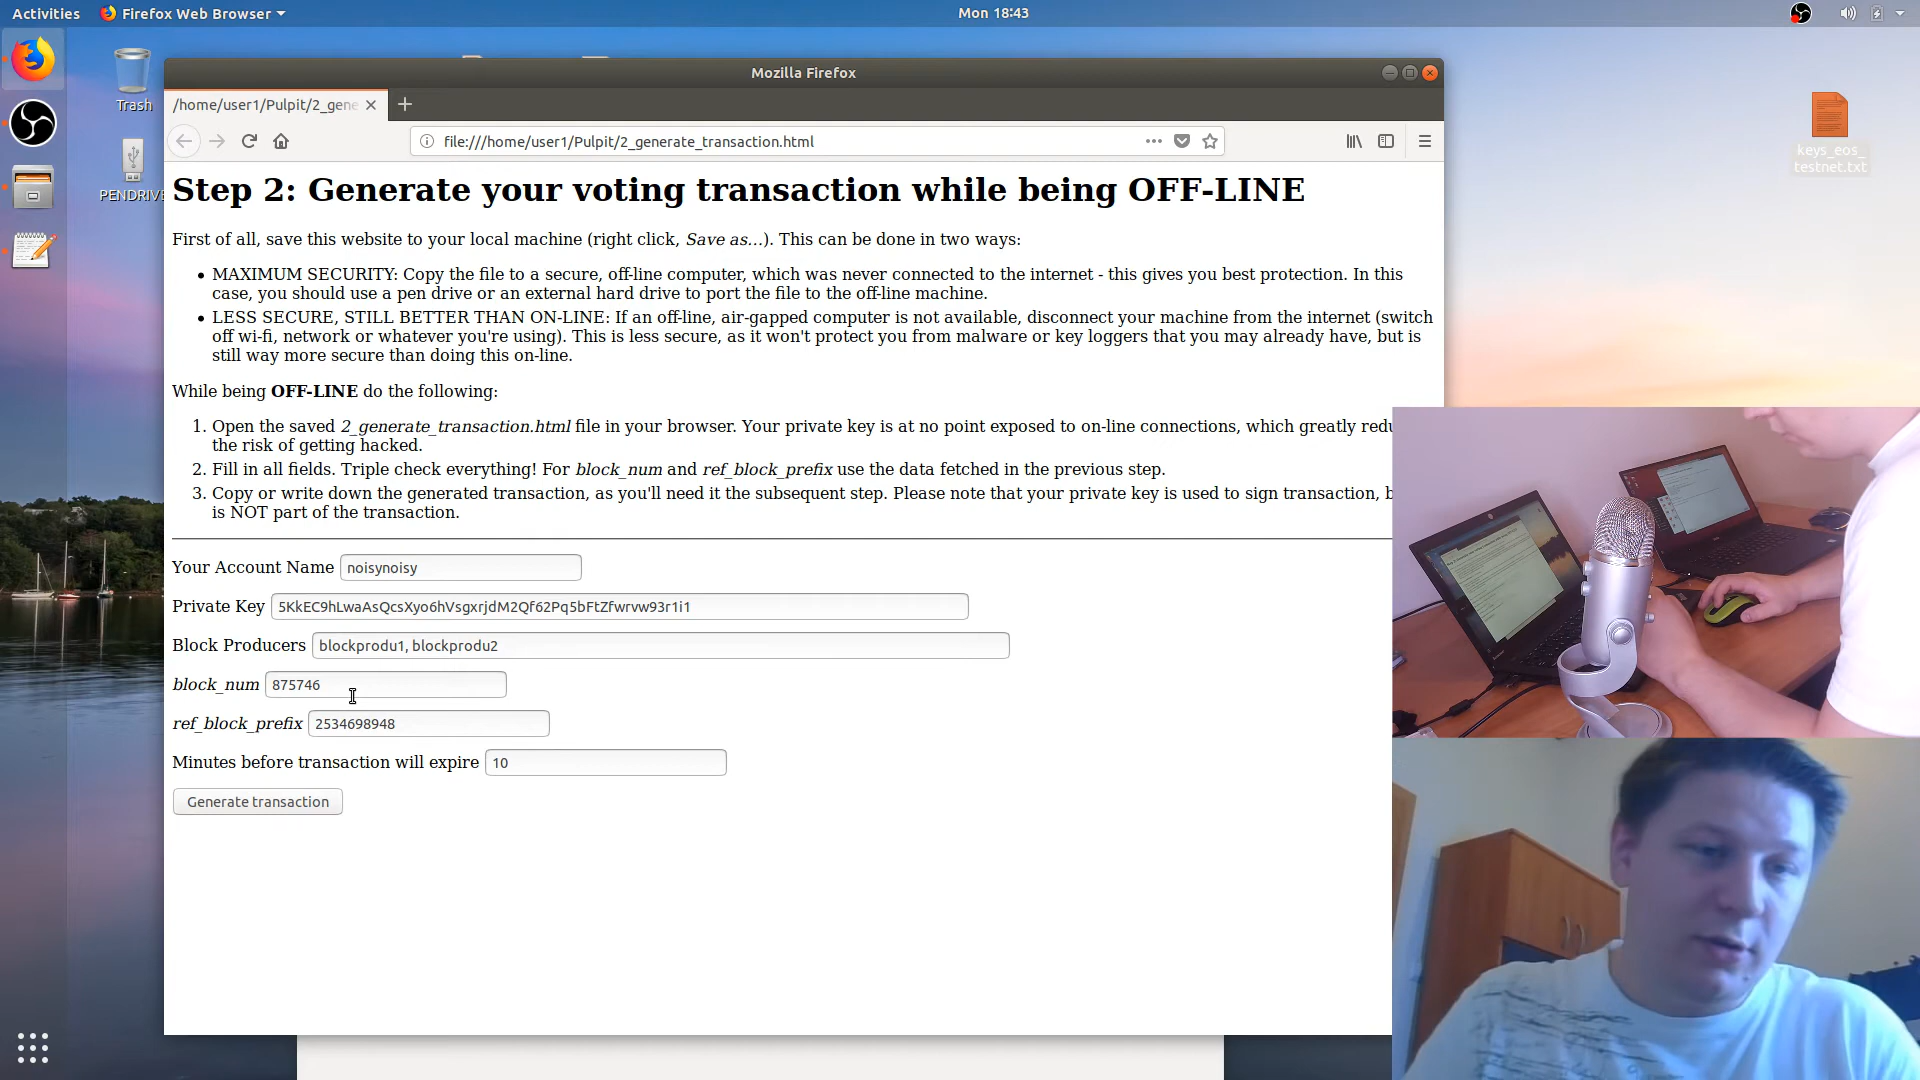 Activities
Firefox Web Browser
Mon 18:43
Trash
PENDRIVE
keys_eos_
testnet.txt
Mozilla Firefox
/home/user1/Pulpit/2_gene
file:///home/user1/Pulpit/2_generate_transaction.html
Step 2: Generate your voting transaction while being OFF-LINE
First of all, save this website to your local machine (right click, Save as...). This can be done in two ways:
MAXIMUM SECURITY: Copy the file to a secure, off-line computer, which was never connected to the internet - this gives you best protection. In this
case, you should use a pen drive or an external hard drive to port the file to the off-line machine.
LESS SECURE, STILL BETTER THAN ON-LINE: If an off-line, air-gapped computer is not available, disconnect your machine from the internet (switch
off wi-fi, network or whatever you're using). This is less secure, as it won't protect you from malware or key loggers that you may already have, but is
still way more secure than doing this on-line.
While being OFF-LINE do the following:
1. Open the saved 2_generate_transaction.html file in your browser. Your private key is at no point exposed to on-line connections, which greatly redu
the risk of getting hacked.
2. Fill in all fields. Triple check everything! For block_num and ref_block_prefix use the data fetched in the previous step.
3. Copy or write down the generated transaction, as you'll need it the subsequent step. Please note that your private key is used to sign transaction, b
is NOT part of the transaction.
Your Account Name noisynoisy
Private Key 5KkEC9hLwaAsQcsXyo6hVsgxrjdM2Qf62Pq5bFtZfwrvw93r1i1
Block Producers blockprodu1, blockprodu2
block_num 875746
ref_block_prefix 2534698948
Minutes before transaction will expire 10
Generate transaction